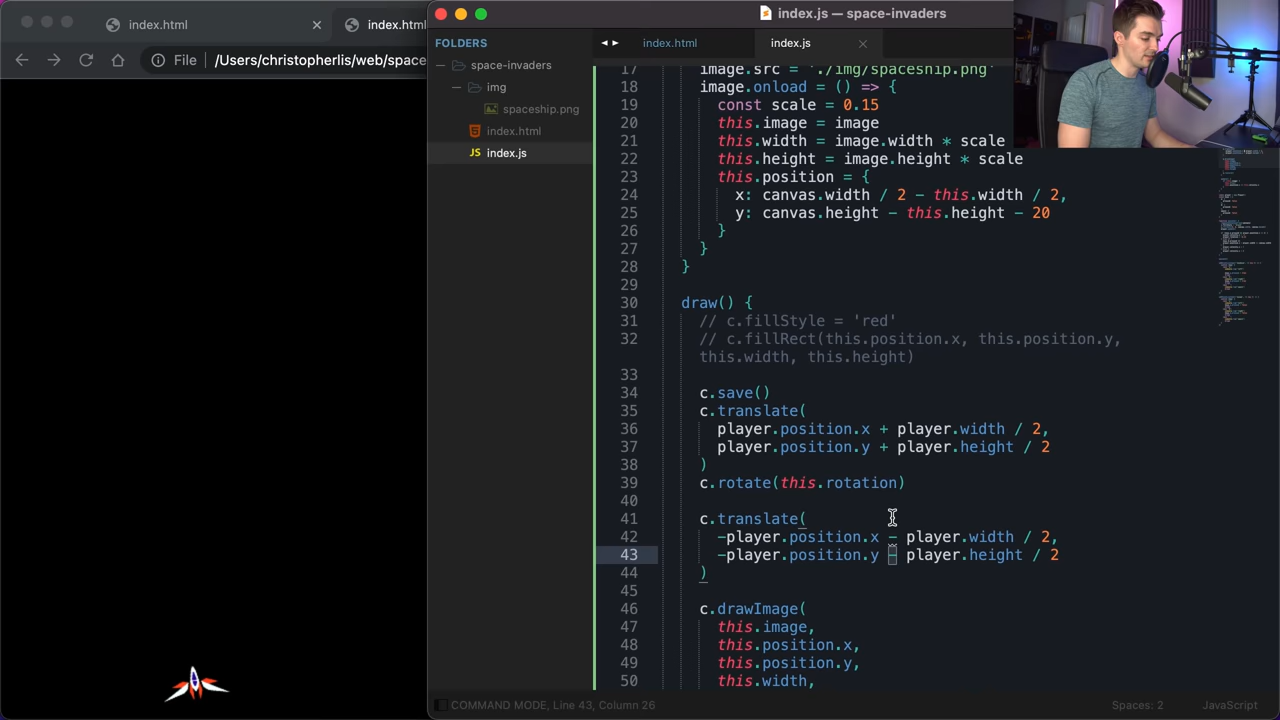 index.html
index.html
File /Users/christopherlis/web/space
index.js — space-invaders
FOLDERS
space-invaders
img
spaceship.png
index.html
JS index.js
index.html
index.js
17 image.src = './img/spaceship.png'
18 image.onload = () => {
19 const scale = 0.15
20 this.image = image
21 this.width = image.width * scale
22 this.height = image.height * scale
23 this.position = {
24 x: canvas.width / 2 - this.width / 2,
25 y: canvas.height - this.height - 20
26 }
27 }
28 }
29
30 draw() {
31 // c.fillStyle = 'red'
32 // c.fillRect(this.position.x, this.position.y,
this.width, this.height)
33
34 c.save()
35 c.translate(
36 player.position.x + player.width / 2,
37 player.position.y + player.height / 2
38 )
39 c.rotate(this.rotation)
40
41 c.translate(
42 -player.position.x - player.width / 2,
43 -player.position.y - player.height / 2
44 )
45
46 c.drawImage(
47 this.image,
48 this.position.x,
49 this.position.y,
50 this.width,
COMMAND MODE, Line 43, Column 26
Spaces: 2
JavaScript